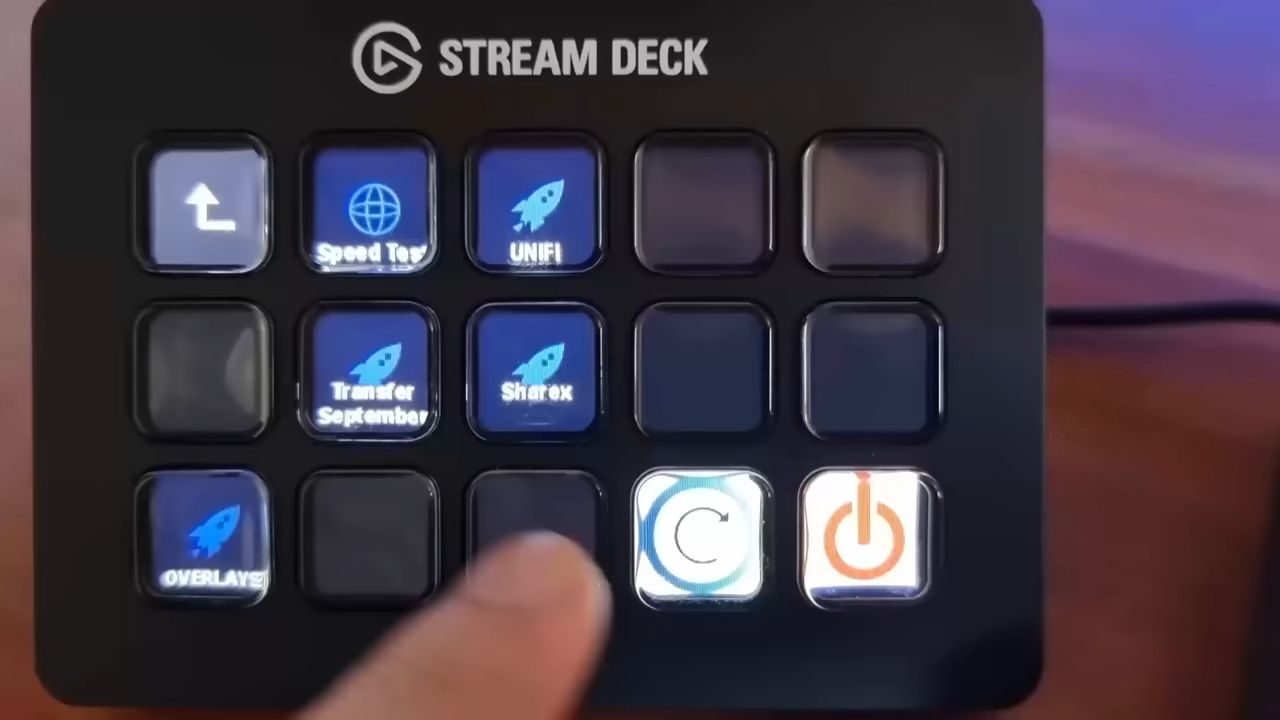 STREAM DECK
Speed Test
UNIFI
Transfer
September
Sharex
OVERLAYS